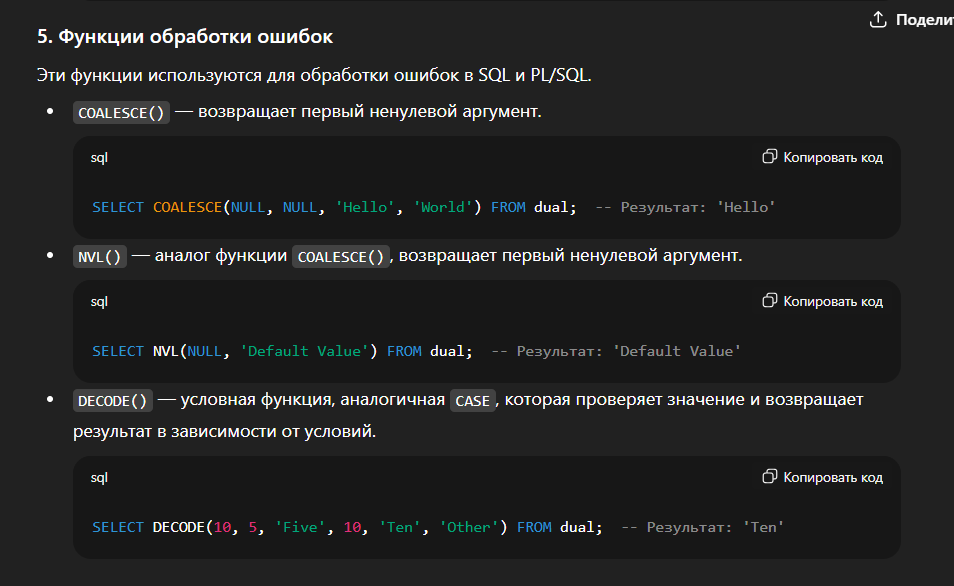 Поделит
5. Функции обработки ошибок
Эти функции используются для обработки ошибок в SQL и PL/SQL.
• COALESCE() — возвращает первый ненулевой аргумент.
sql
Копировать код
SELECT COALESCE(NULL, NULL, 'Hello', 'World') FROM dual;  -- Результат: 'Hello'
• NVL() — аналог функции COALESCE(), возвращает первый ненулевой аргумент.
sql
Копировать код
SELECT NVL(NULL, 'Default Value') FROM dual;  -- Результат: 'Default Value'
• DECODE() — условная функция, аналогичная CASE, которая проверяет значение и возвращает
результат в зависимости от условий.
sql
Копировать код
SELECT DECODE(10, 5, 'Five', 10, 'Ten', 'Other') FROM dual;  -- Результат: 'Ten'